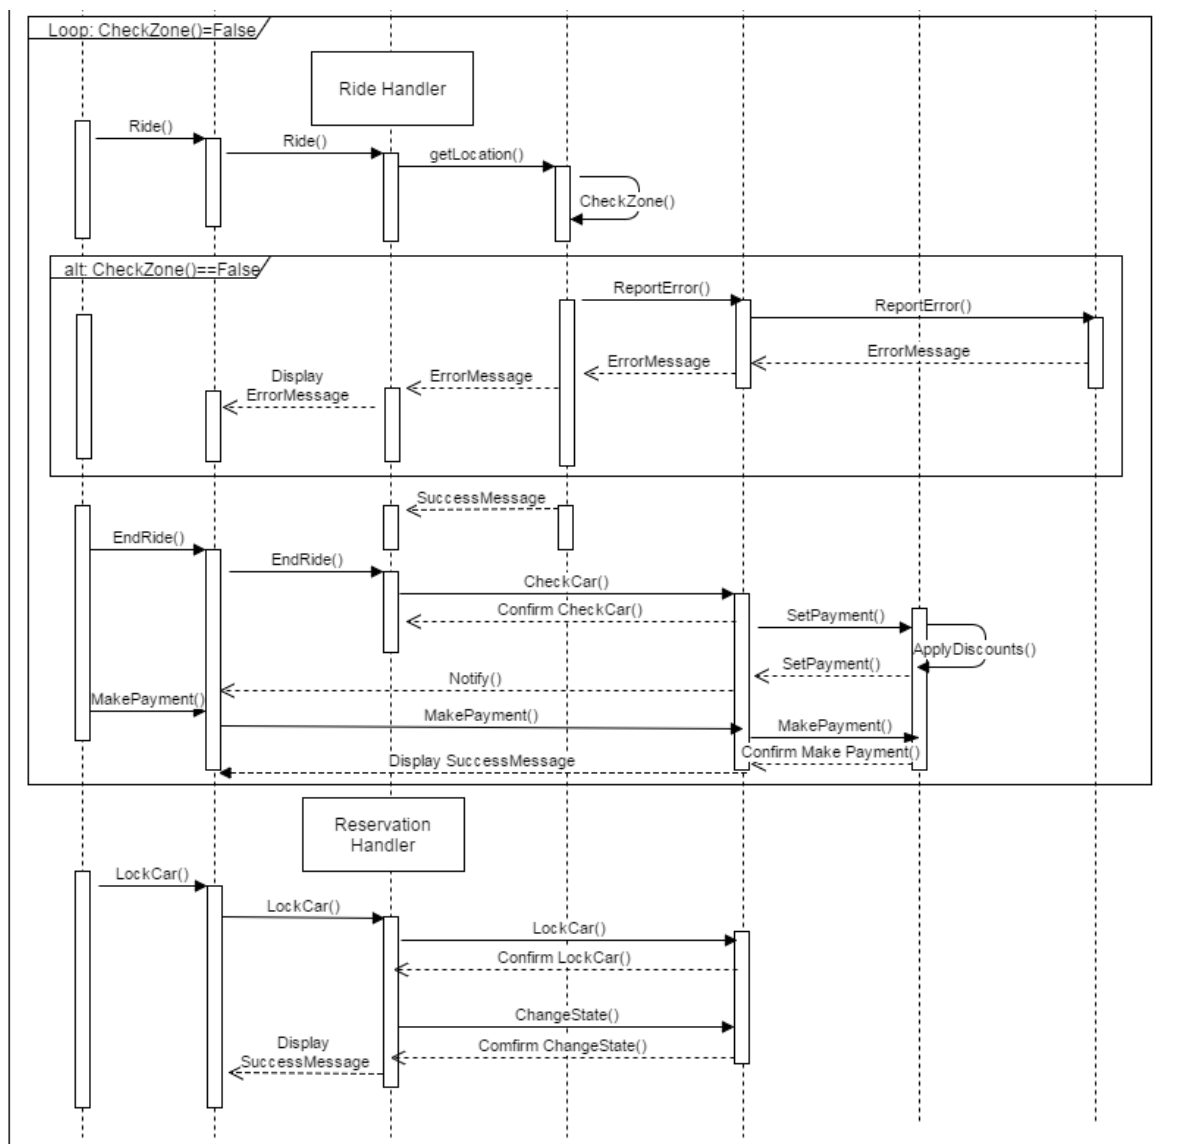 Loop: CheckZone()=False
Ride Handler
Ride()
Ride()
getLocation()
CheckZone()
alt: CheckZone()==False
ReportError()
ReportError()
ErrorMessage
ErrorMessage
ErrorMessage
Display
ErrorMessage
SuccessMessage
EndRide()
EndRide()
CheckCar()
Confirm CheckCar()
SetPayment()
ApplyDiscounts()
SetPayment()
Notify()
MakePayment()
MakePayment()
MakePayment()
Confirm Make Payment()
Display SuccessMessage
Reservation
Handler
LockCar()
LockCar()
LockCar()
Confirm LockCar()
ChangeState()
Comfirm ChangeState()
Display
SuccessMessage